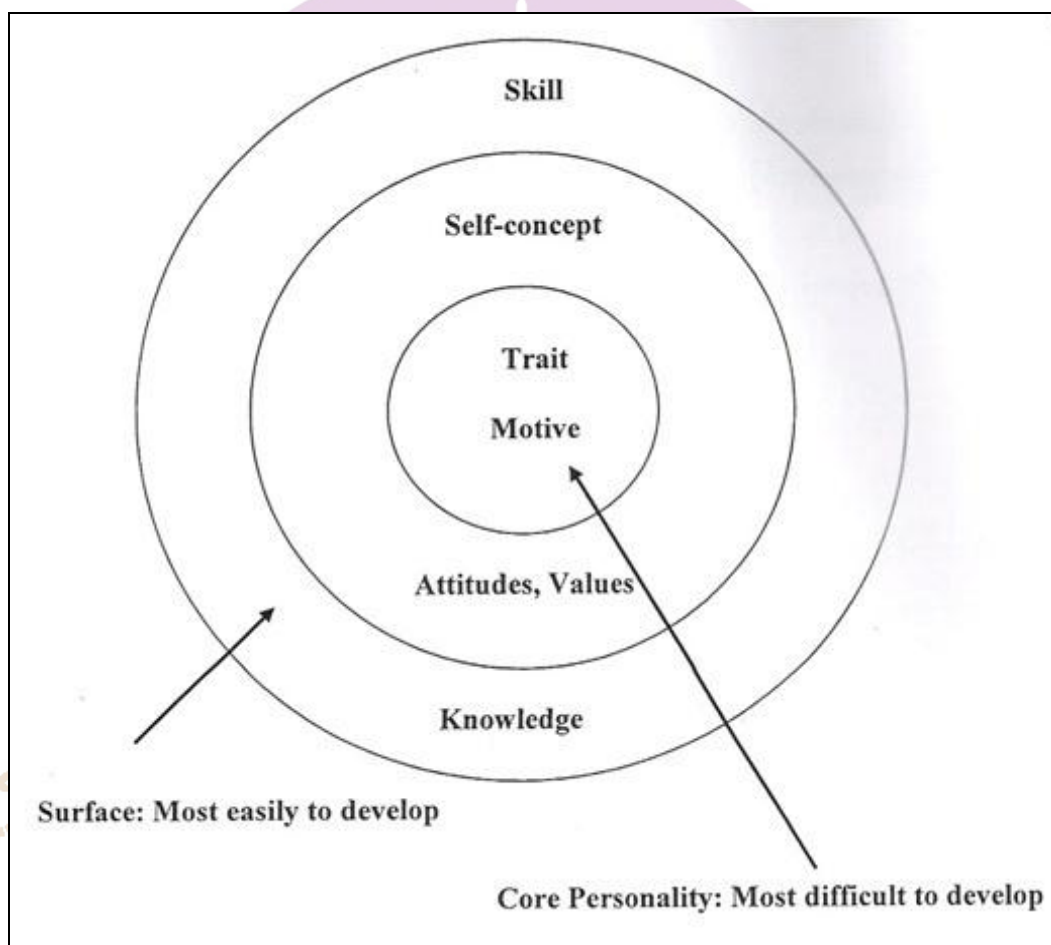 Skill
Self-concept
Trait
Motive
Attitudes, Values
Knowledge
Surface: Most easily to develop
Core Personality: Most difficult to develop